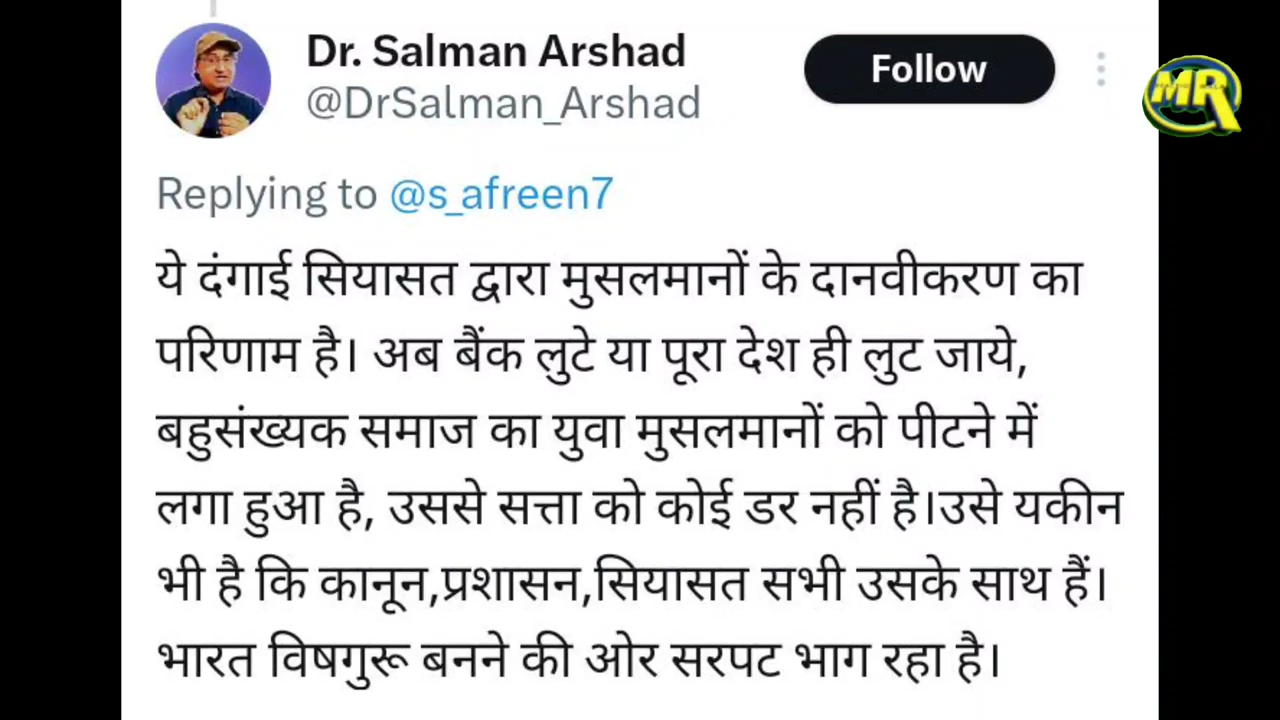 Dr. Salman Arshad
@DrSalman_Arshad
Follow
MR
Replying to @s_afreen7
ये दंगाई सियासत द्वारा मुसलमानों के दानवीकरण का
परिणाम है। अब बैंक लुटे या पूरा देश ही लुट जाये,
बहुसंख्यक समाज का युवा मुसलमानों को पीटने में
लगा हुआ है, उससे सत्ता को कोई डर नहीं है।उसे यकीन
भी है कि कानून,प्रशासन,सियासत सभी उसके साथ हैं।
भारत विषगुरू बनने की ओर सरपट भाग रहा है।